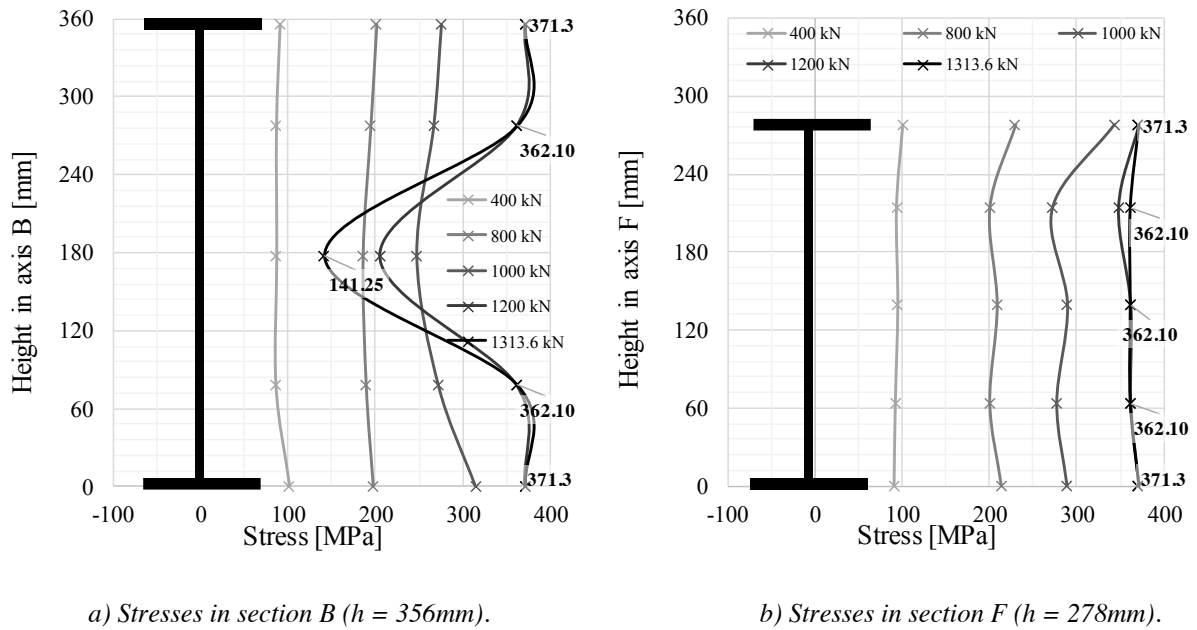 360
300
240
180
120
60
0
-100 0 100 200 300 400
Height in axis B [mm]
Stress [MPa]
371.3
362.10
400 kN
800 kN
141.25
1000 kN
1200 kN
1313.6 kN
362.10
371.3
a) Stresses in section B (h = 356mm).
360
300
240
180
120
60
0
-100 0 100 200 300 400
Height in axis F [mm]
Stress [MPa]
400 kN 800 kN 1000 kN
1200 kN 1313.6 kN
371.3
362.10
362.10
362.10
371.3
b) Stresses in section F (h = 278mm).